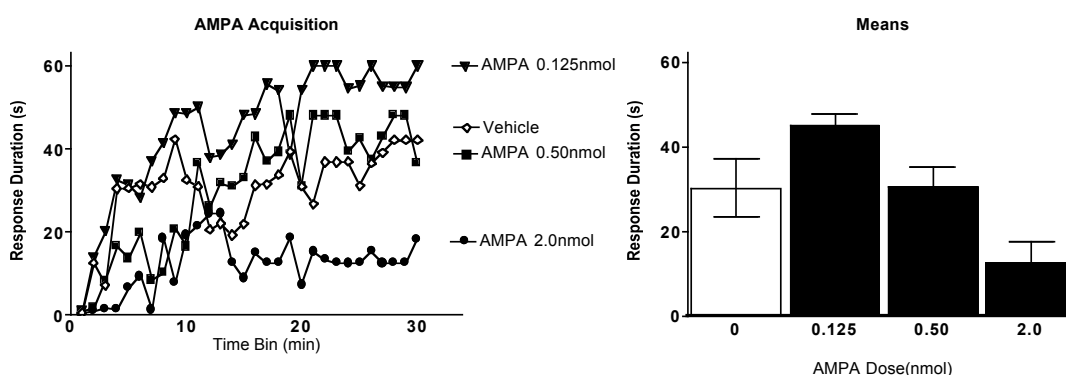 AMPA Acquisition
Response Duration (s)
60
40
20
0
0
10
20
30
Time Bin (min)
AMPA 0.125nmol
Vehicle
AMPA 0.50nmol
AMPA 2.0nmol
Means
Response Duration (s)
60
40
20
0
0
0.125
0.50
2.0
AMPA Dose(nmol)